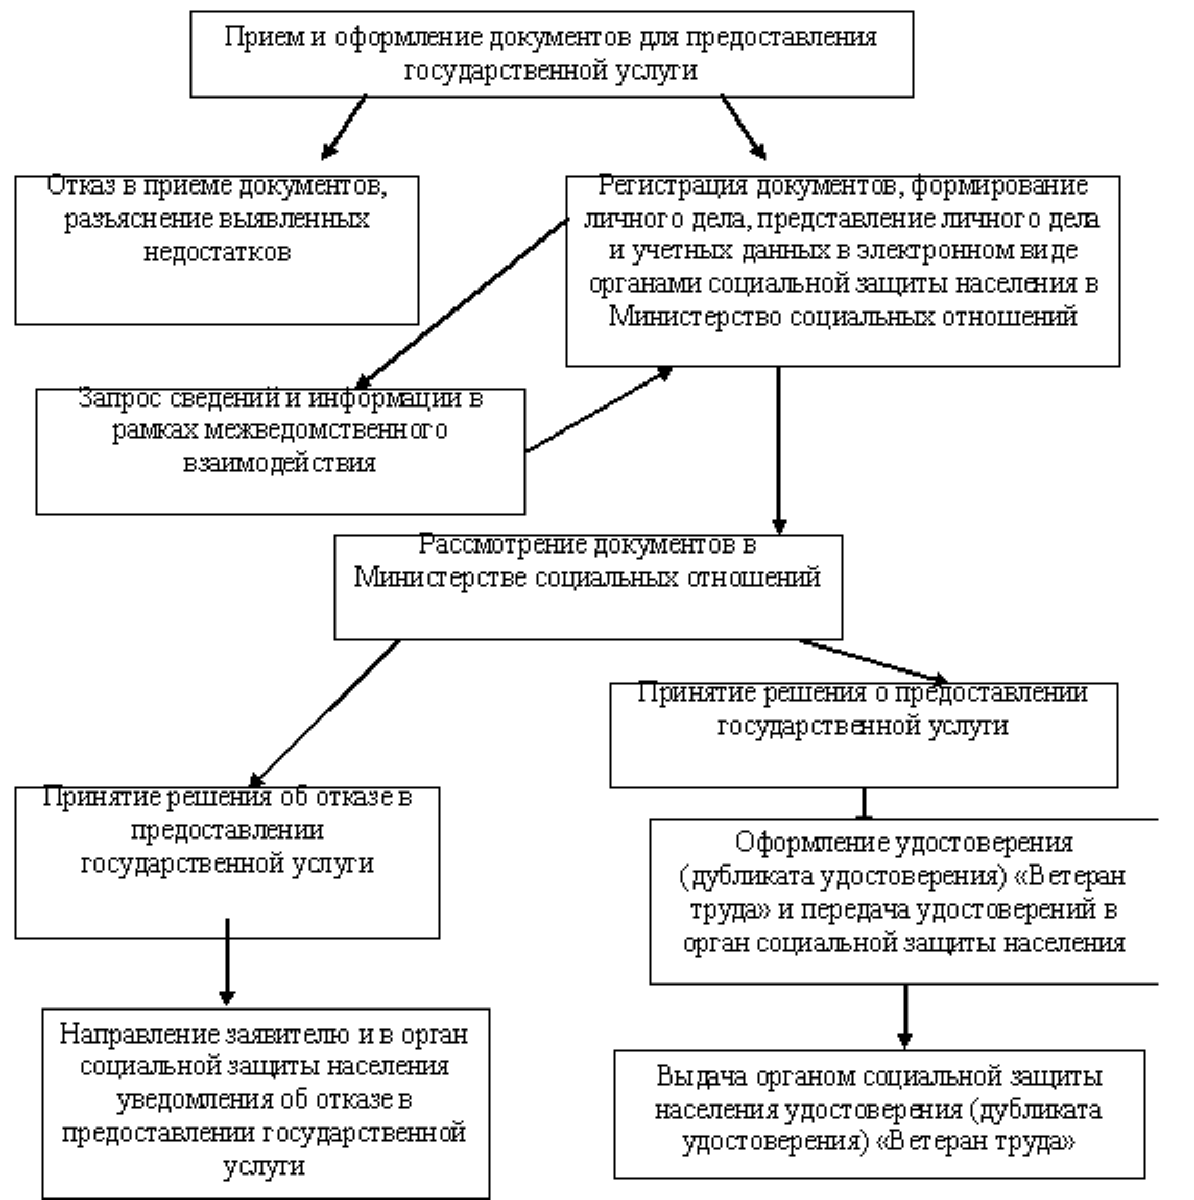 Прием и оформление документов для предоставления
государственной услуги
Отказ в приеме документов,
разъяснение выявленных
недостатков
Регистрация документов, формирование
личного дела, представление личного дела
и учетных данных в электронном виде
органами социальной защиты населения в
Министерство социальных отношений
Запрос сведений и информации в
рамках межведомственного
взаимодействия
Рассмотрение документов в
Министерстве социальных отношений
Принятие решения о предоставлении
государственной услуги
Принятие решения об отказе в
предоставлении
государственной услуги
Оформление удостоверения
(дубликата удостоверения) «Ветеран
труда» и передача удостоверений в
орган социальной защиты населения
Направление заявителю и в орган
социальной защиты населения
уведомления об отказе в
предоставлении государственной
услуги
Выдача органом социальной защиты
населения удостоверения (дубликата
удостоверения) «Ветеран труда»